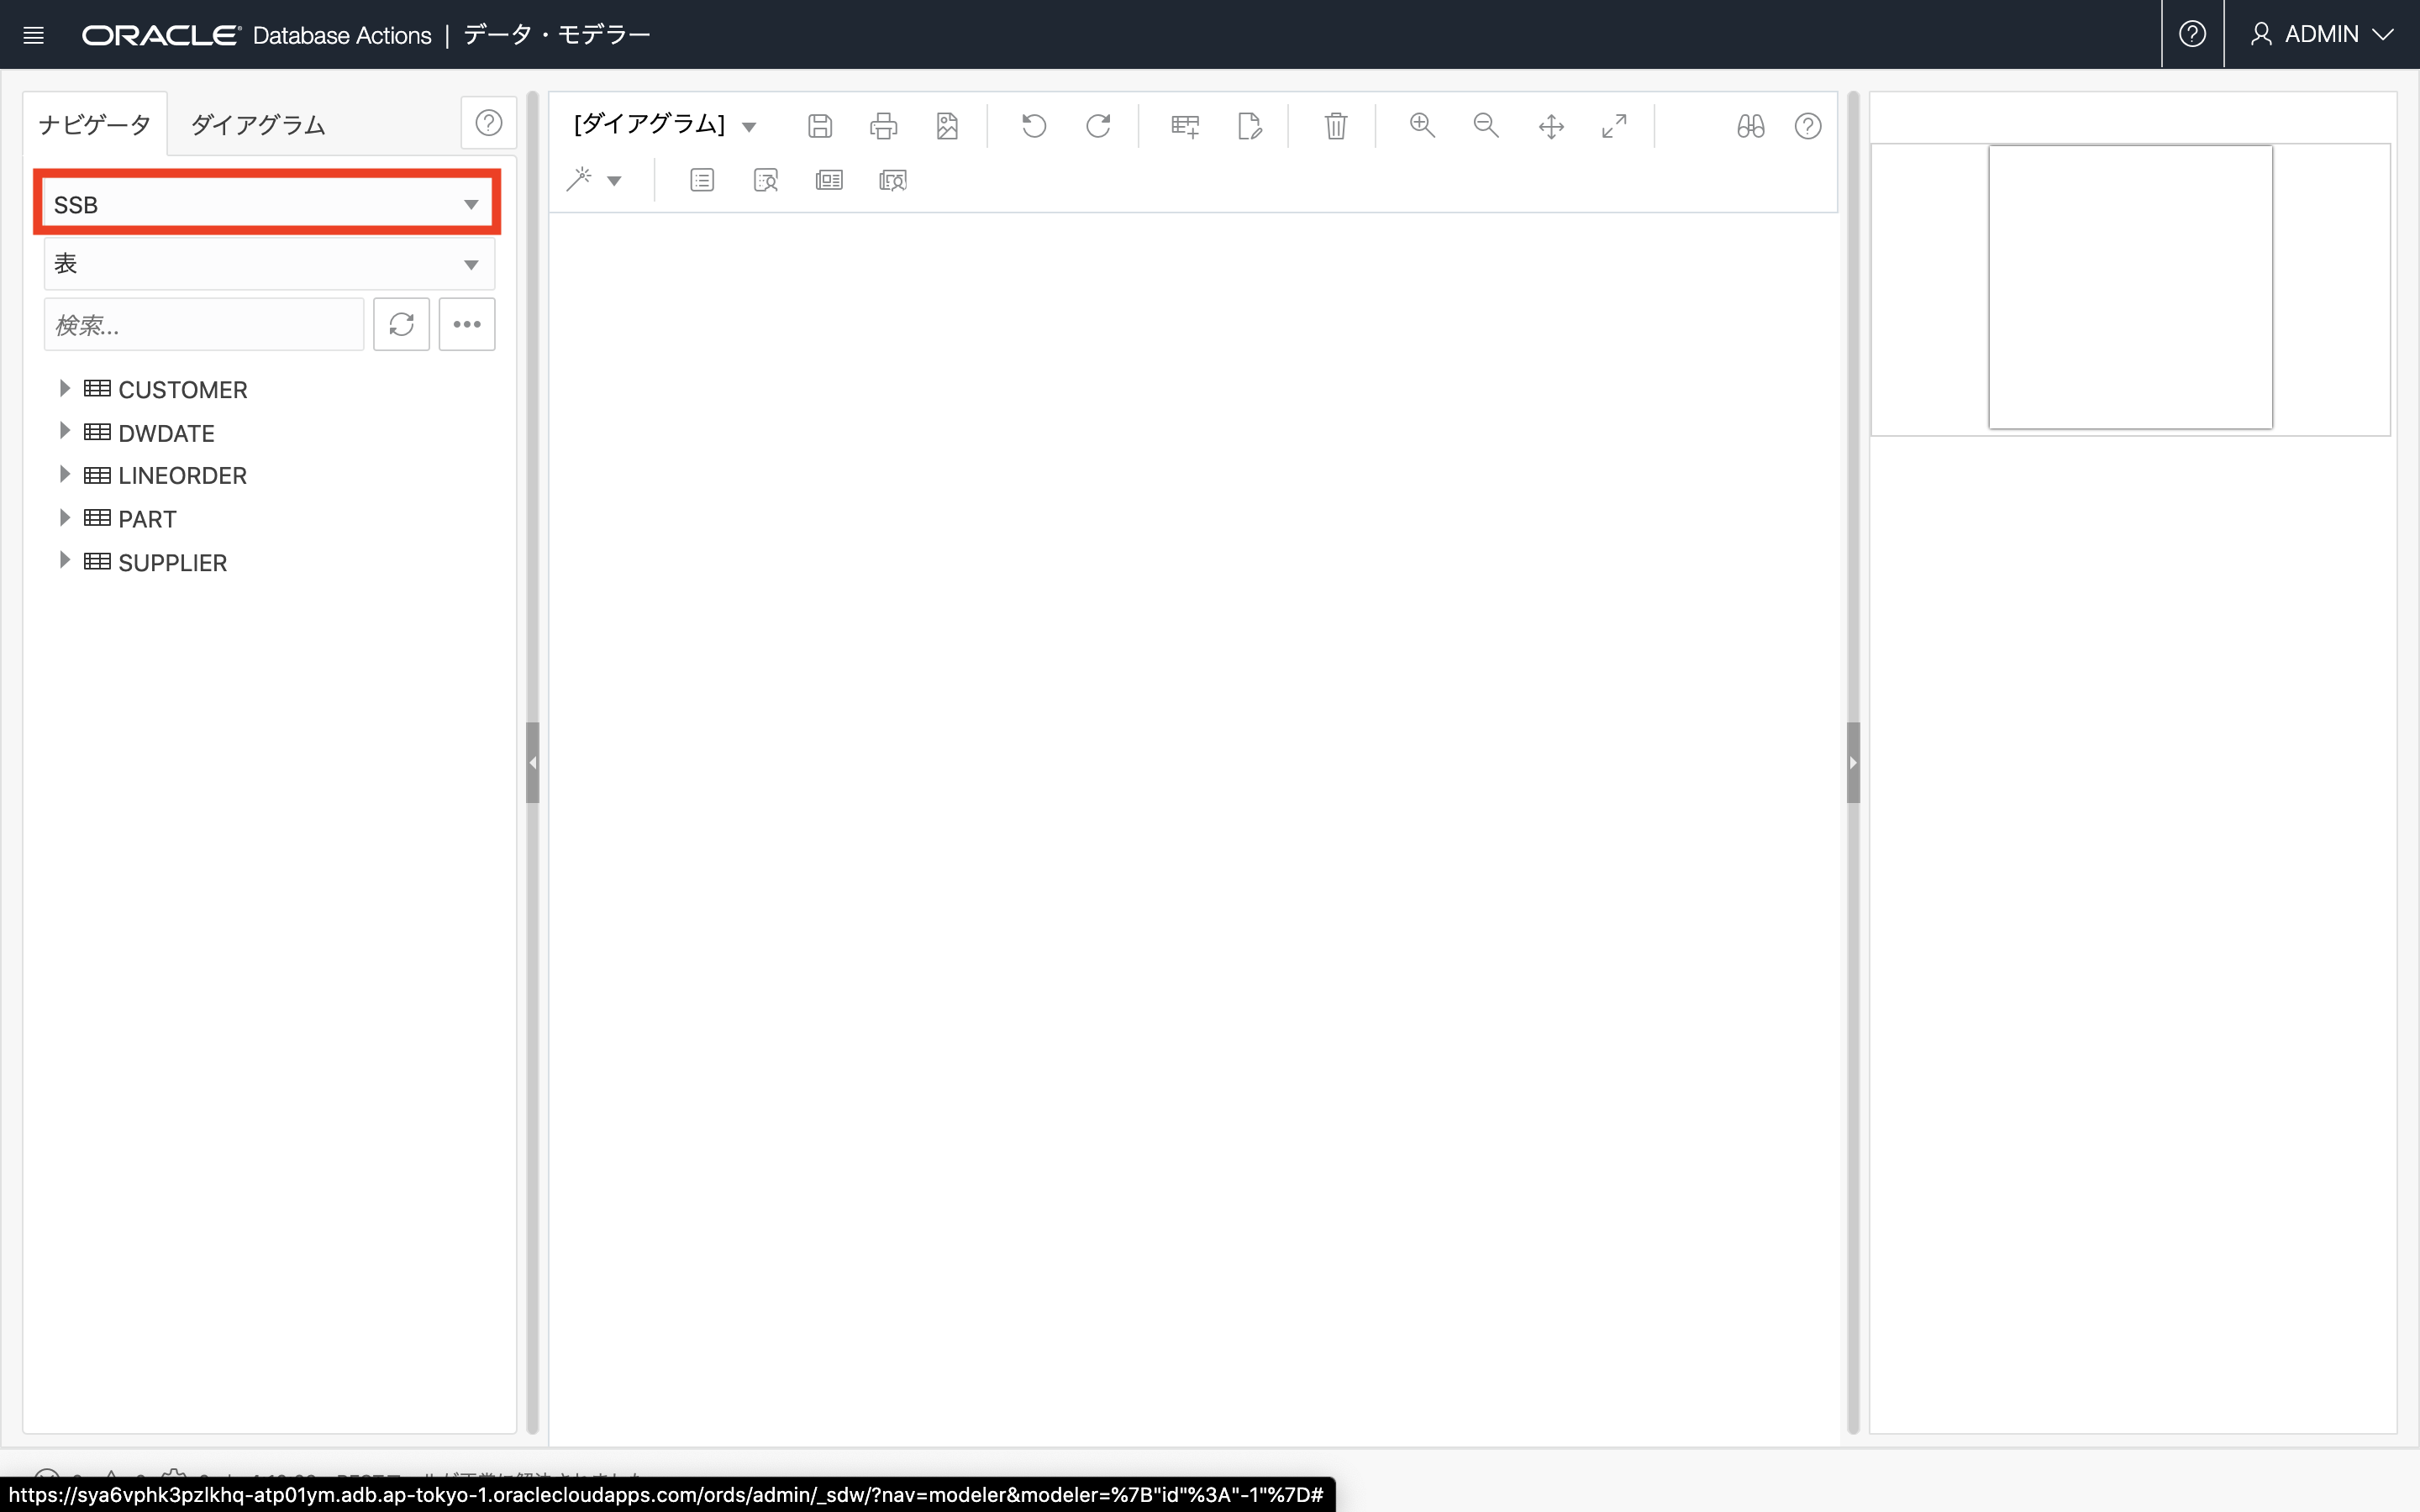 ORACLE Database Actions | データ・モデラー
ADMIN
ナビゲータ
ダイアグラム
[ダイアグラム]
SSB
表
検索...
CUSTOMER
DWDATE
LINEORDER
PART
SUPPLIER
https://sya6vphk3pzlkhq-atp01ym.adb.ap-tokyo-1.oraclecloudapps.com/ords/admin/_sdw/?nav=modeler&modeler=%7B"id"%3A"-1"%7D#